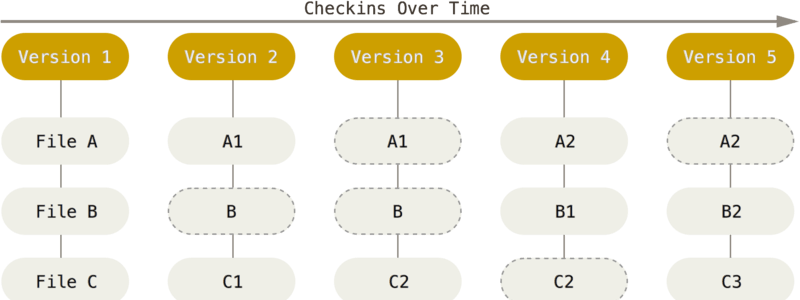 Checkins Over Time
Version 1 Version 2 Version 3 Version 4 Version 5
File A A1 A1 A2 A2
File B B B B1 B2
File C C1 C2 C2 C3